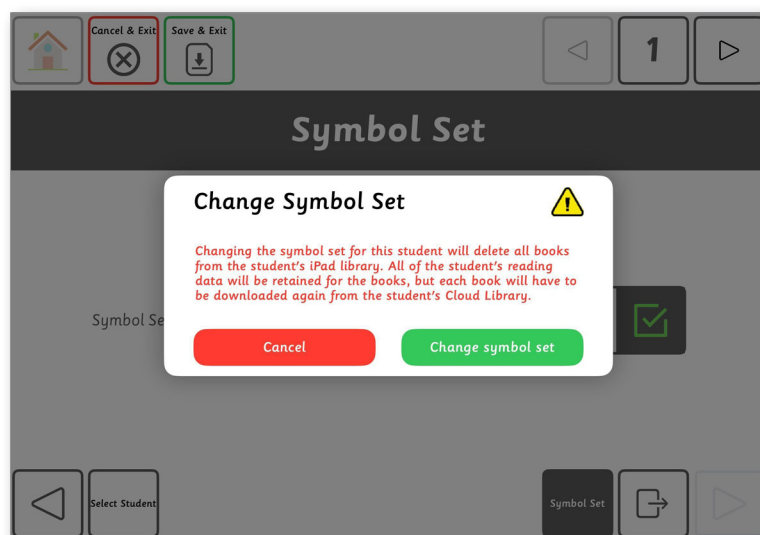 Cancel & Exit
Save & Exit
1
Symbol Set
Change Symbol Set
Changing the symbol set for this student will delete all books
from the student's iPad library. All of the student's reading
data will be retained for the books, but each book will have to
be downloaded again from the student's Cloud Library.
Symbol Se
Cancel
Change symbol set
Select Student
Symbol Set